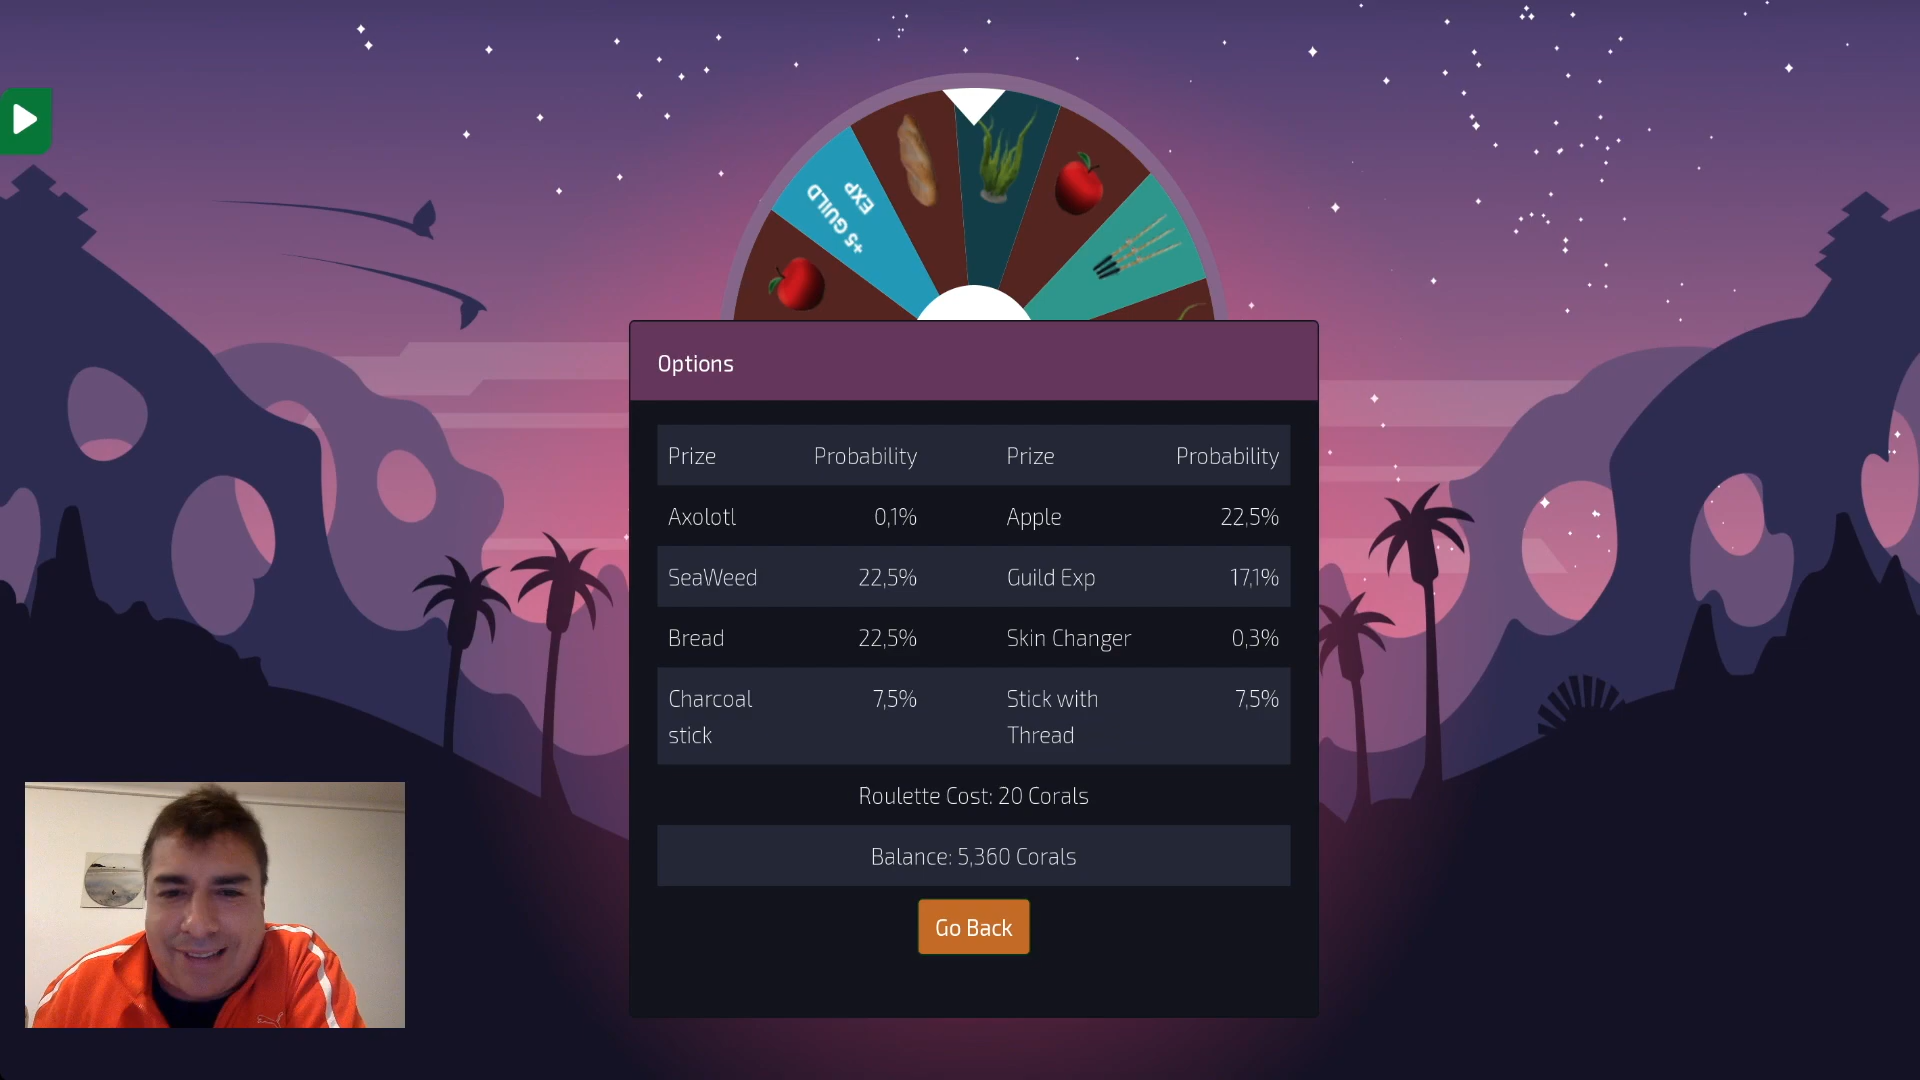 +5 GUILD
EXP
Options
Prize Probability Prize Probability
Axolotl 0,1% Apple 22,5%
SeaWeed 22,5% Guild Exp 17,1%
Bread 22,5% Skin Changer 0,3%
Charcoal 7,5% Stick with 7,5%
stick Thread
Roulette Cost: 20 Corals
Balance: 5,360 Corals
Go Back